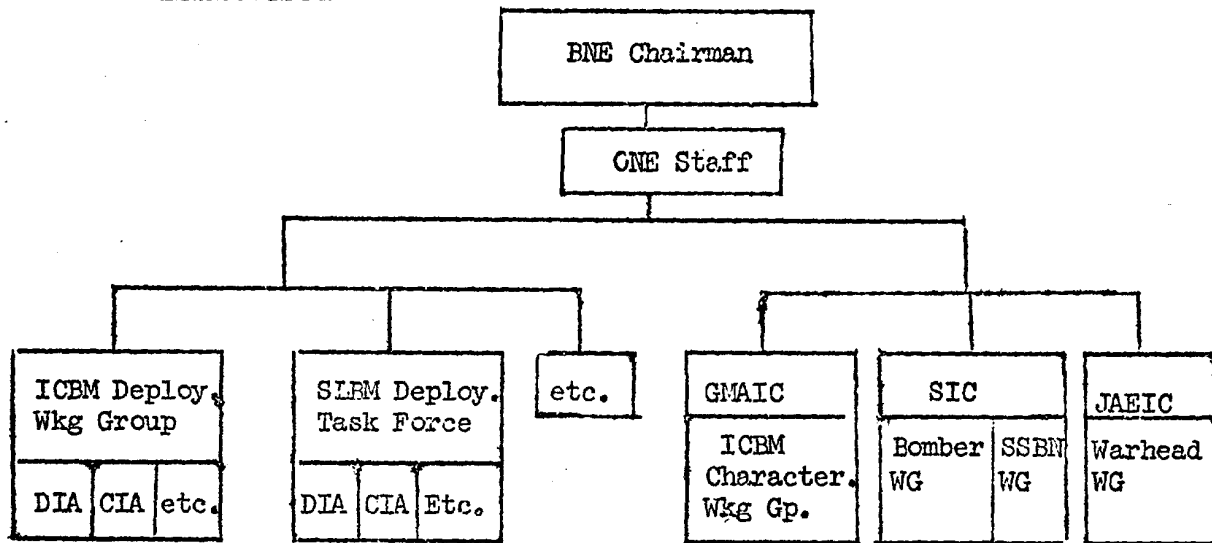 BNE Chairman
ONE Staff
ICBM Deploy.
Wkg Group
DIA CIA etc.
SLBM Deploy.
Task Force
DIA CIA Etc.
etc.
GMAIC
ICBM
Character.
Wkg Gp.
SIC
Bomber
WG
SSBN
WG
JAEIC
Warhead
WG